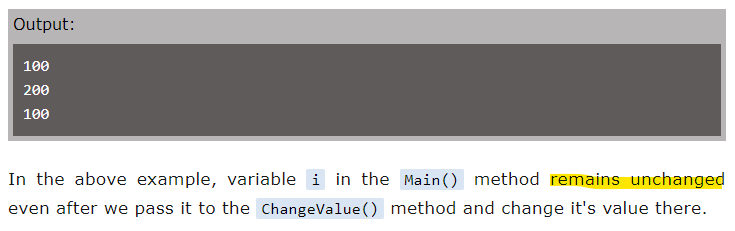 Output:
100
200
100
In the above example, variable i in the Main() method remains unchanged
even after we pass it to the ChangeValue() method and change it's value there.